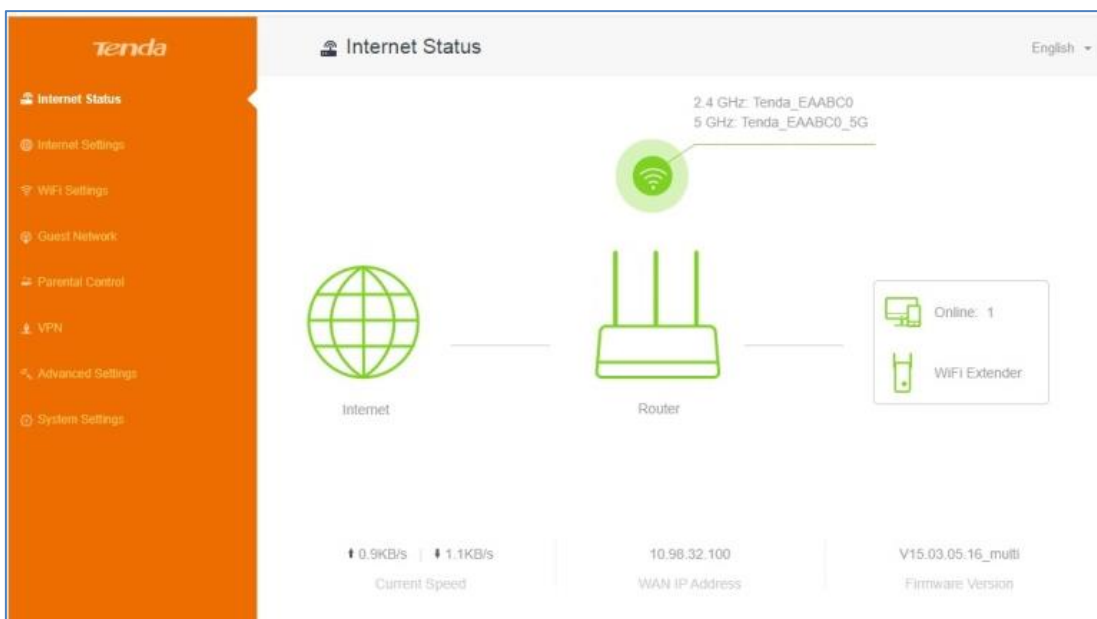 Tenda
Internet Status
English
Internet Status
Internet Settings
WiFi Settings
Guest Network
Parental Control
VPN
Advanced Settings
System Settings
2.4 GHz: Tenda_EAABC0
5 GHz: Tenda_EAABC0_5G
Internet
Router
Online: 1
WiFi Extender
0.9KB/s | 1.1KB/s
Current Speed
10.98.32.100
WAN IP Address
V15.03.05.16_multi
Firmware Version